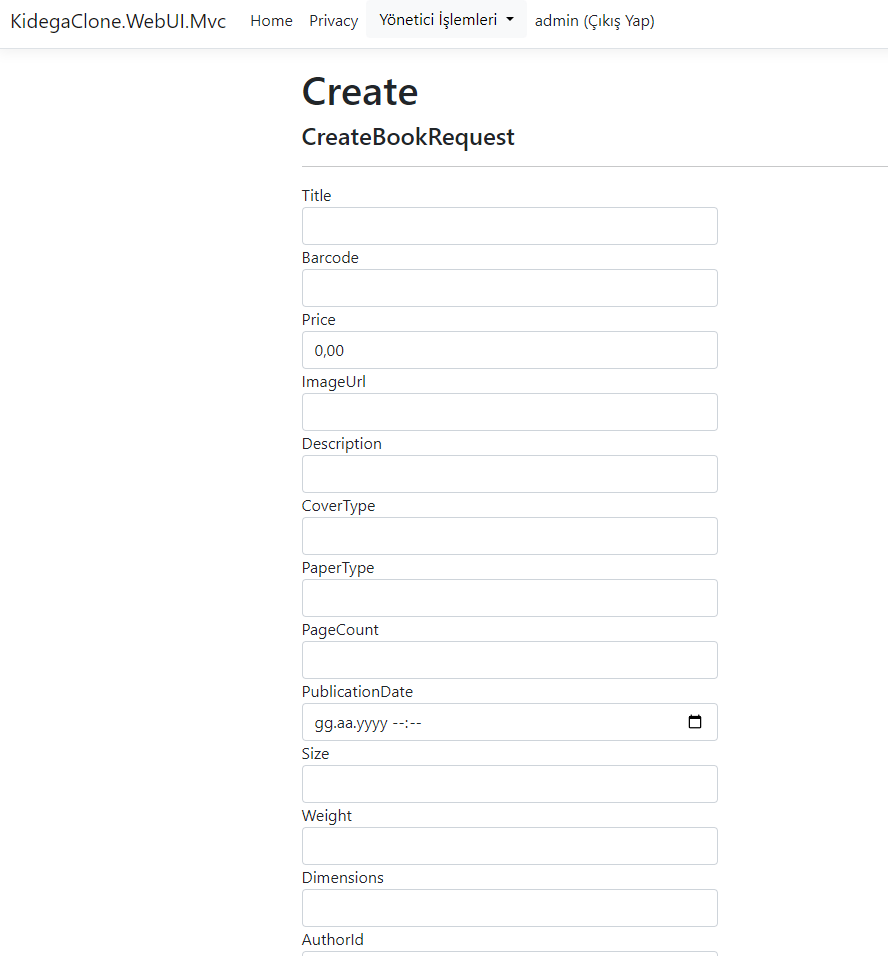 KidegaClone.WebUI.Mvc Home Privacy Yönetici İşlemleri admin (Çıkış Yap)
Create
CreateBookRequest
Title
Barcode
Price
0,00
ImageUrl
Description
CoverType
PaperType
PageCount
PublicationDate
gg.aa.yyyy --:--
Size
Weight
Dimensions
AuthorId